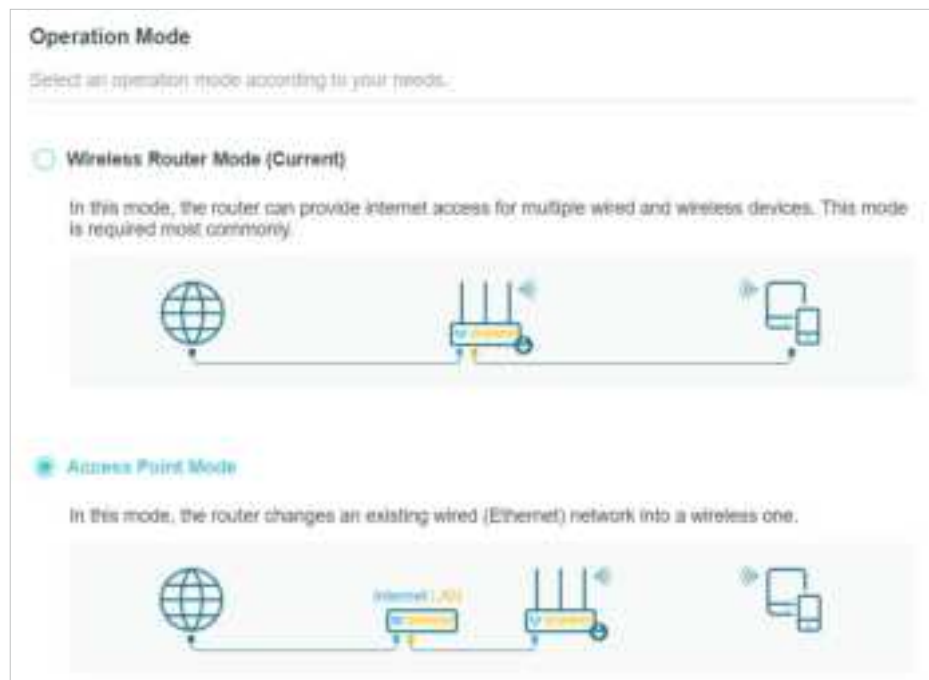 Operation Mode
Select an operation mode according to your needs.
Wireless Router Mode (Current)
In this mode, the router can provide internet access for multiple wired and wireless devices. This mode
is required most commonly.
Access Point Mode
In this mode, the router changes an existing wired (Ethernet) network into a wireless one.
Internet LAN